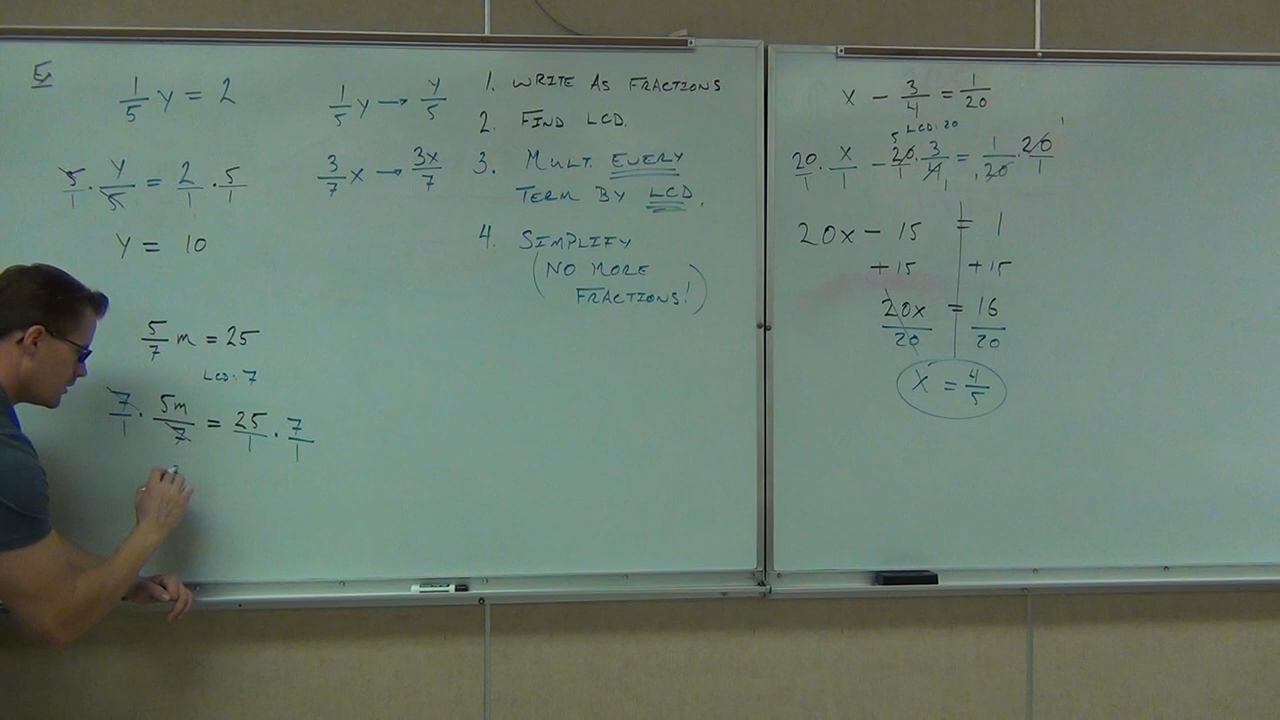 Ex
1/5 y = 2
5/1 · y/5 = 2/1 · 5/1
y = 10
5/7 m = 25
LCD: 7
7/1 · 5m/7 = 25/1 · 7/1
1/5 y → y/5
3/7 x → 3x/7
1. WRITE AS FRACTIONS
2. FIND LCD.
3. MULT. EVERY
TERM BY LCD.
4. SIMPLIFY
(NO MORE
FRACTIONS!)
x - 3/4 = 1/20
LCD: 20
20/1 · x/1 - 20/1 · 3/4 = 1/20 · 20/1
5 1 1 1
20x - 15 = 1
+15 +15
20x/20 = 16/20
x = 4/5